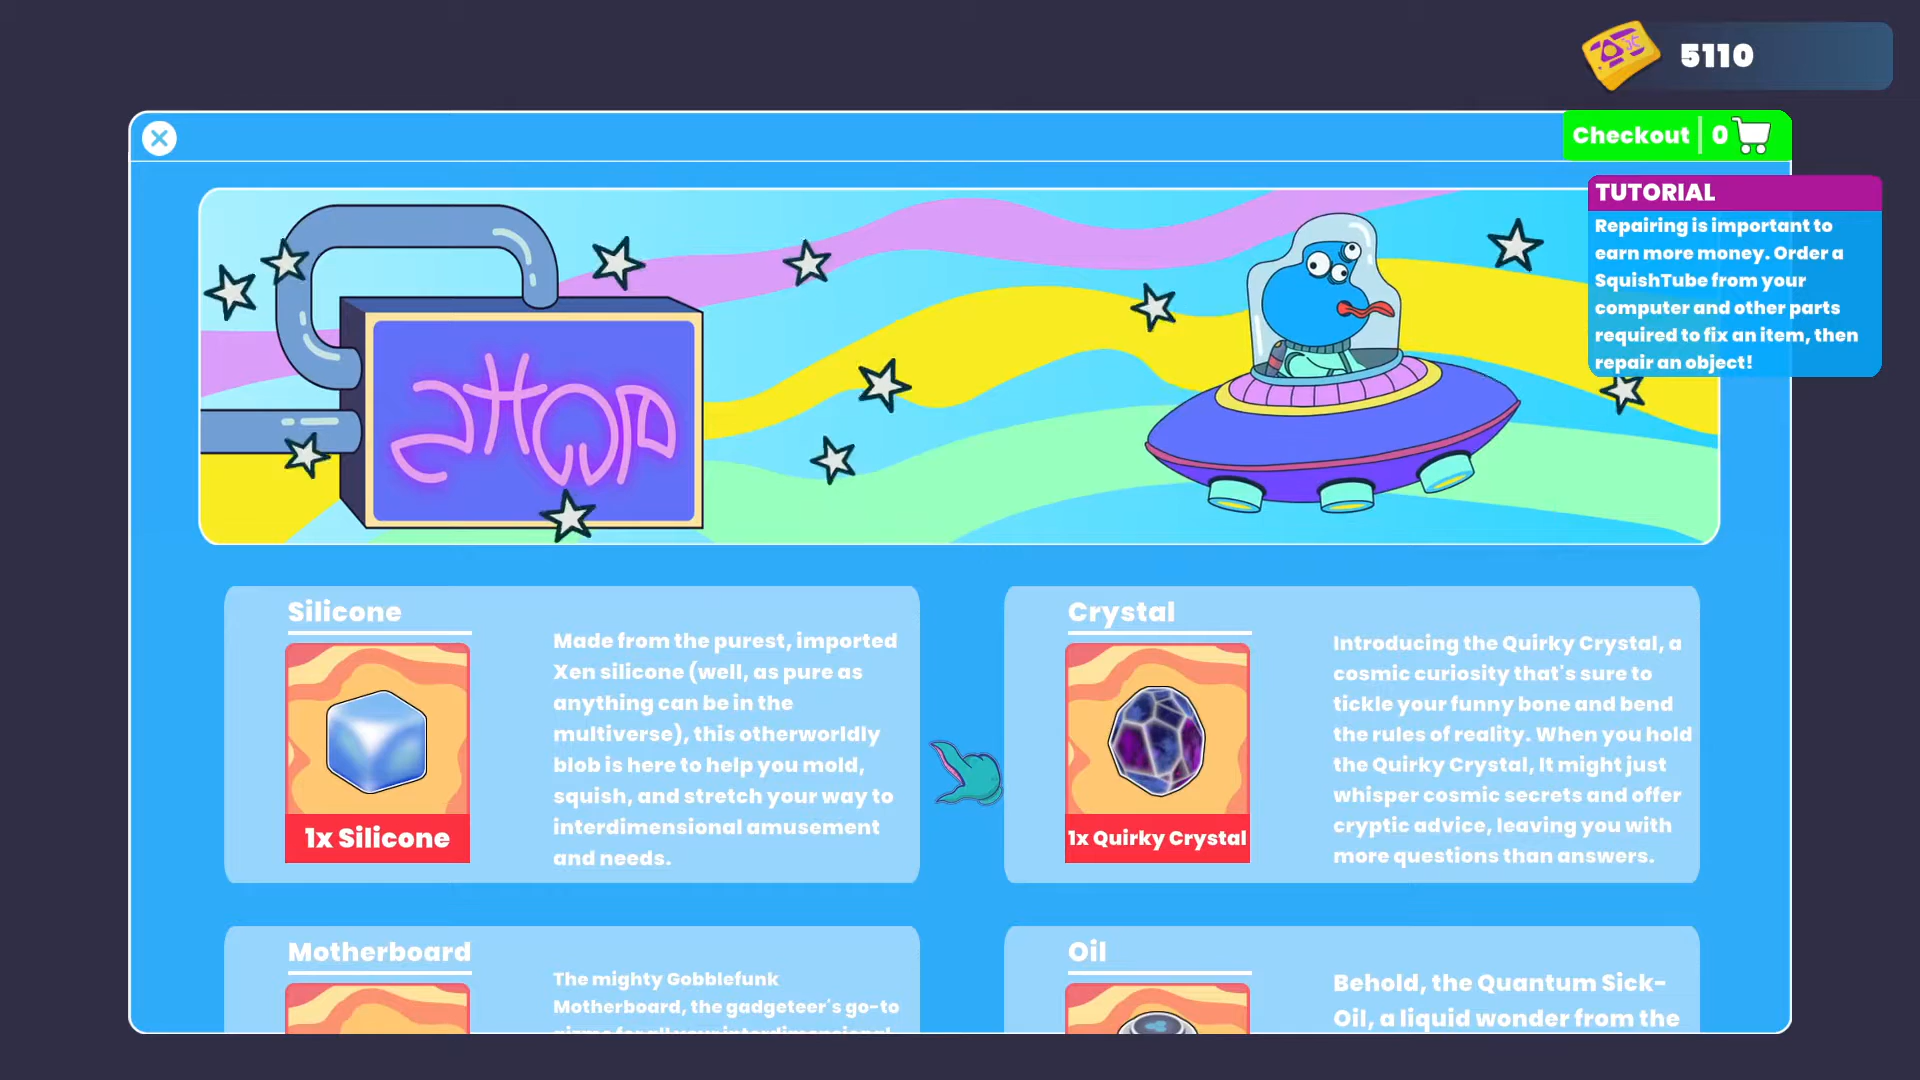 5110
Checkout | 0
TUTORIAL
Repairing is important to
earn more money. Order a
SquishTube from your
computer and other parts
required to fix an item, then
repair an object!
SHOP
Silicone
Made from the purest, imported
Xen silicone (well, as pure as
anything can be in the
multiverse), this otherworldly
blob is here to help you mold,
squish, and stretch your way to
interdimensional amusement
and needs.
1x Silicone
Crystal
Introducing the Quirky Crystal, a
cosmic curiosity that's sure to
tickle your funny bone and bend
the rules of reality. When you hold
the Quirky Crystal, It might just
whisper cosmic secrets and offer
cryptic advice, leaving you with
more questions than answers.
1x Quirky Crystal
Motherboard
The mighty Gobblefunk
Motherboard, the gadgeteer's go-to
gizmo for all your interdimensional
Oil
Behold, the Quantum Sick-
Oil, a liquid wonder from the